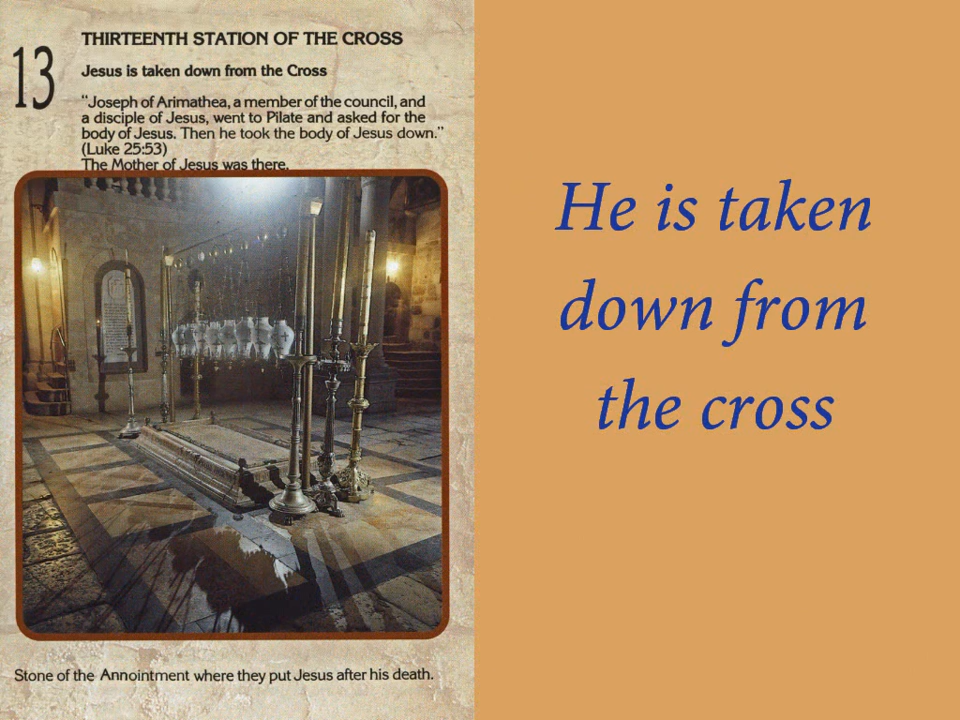 13
THIRTEENTH STATION OF THE CROSS
Jesus is taken down from the Cross
“Joseph of Arimathea, a member of the council, and
a disciple of Jesus, went to Pilate and asked for the
body of Jesus. Then he took the body of Jesus down.”
(Luke 25:53)
The Mother of Jesus was there.
Stone of the Annointment where they put Jesus after his death.
He is taken
down from
the cross